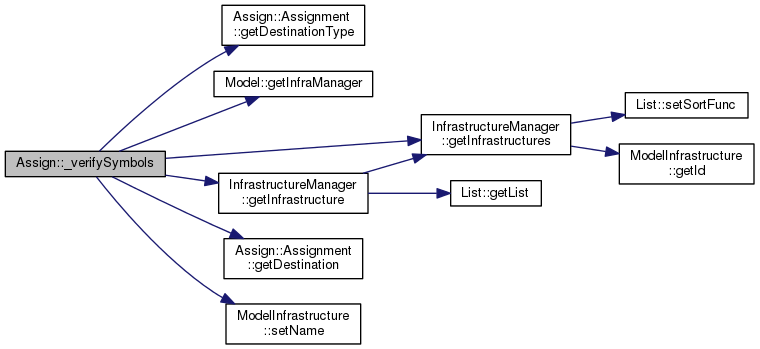 Assign::_verifySymbols
Assign::Assignment
::getDestinationType
Model::getInfraManager
InfrastructureManager
::getInfrastructures
List::setSortFunc
ModelInfrastructure
::getId
InfrastructureManager
::getInfrastructure
List::getList
Assign::Assignment
::getDestination
ModelInfrastructure
::setName